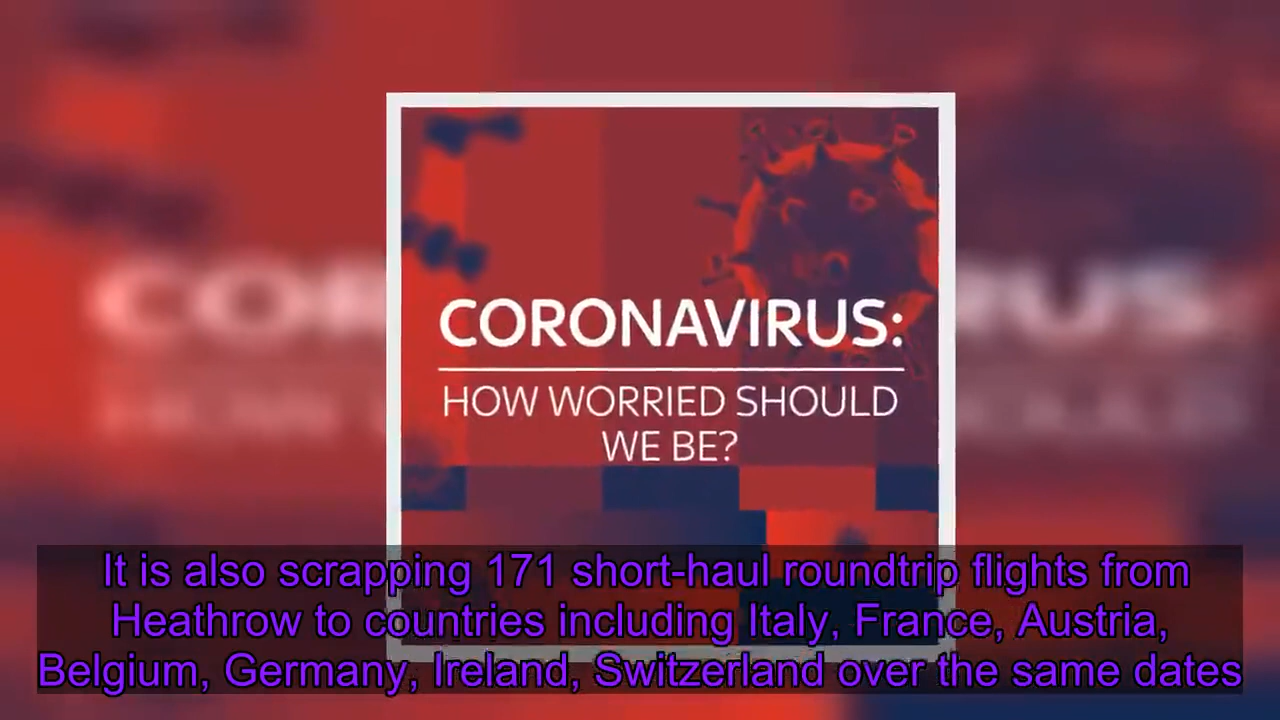 CORONAVIRUS:
HOW WORRIED SHOULD
WE BE?
It is also scrapping 171 short-haul roundtrip flights from
Heathrow to countries including Italy, France, Austria,
Belgium, Germany, Ireland, Switzerland over the same dates